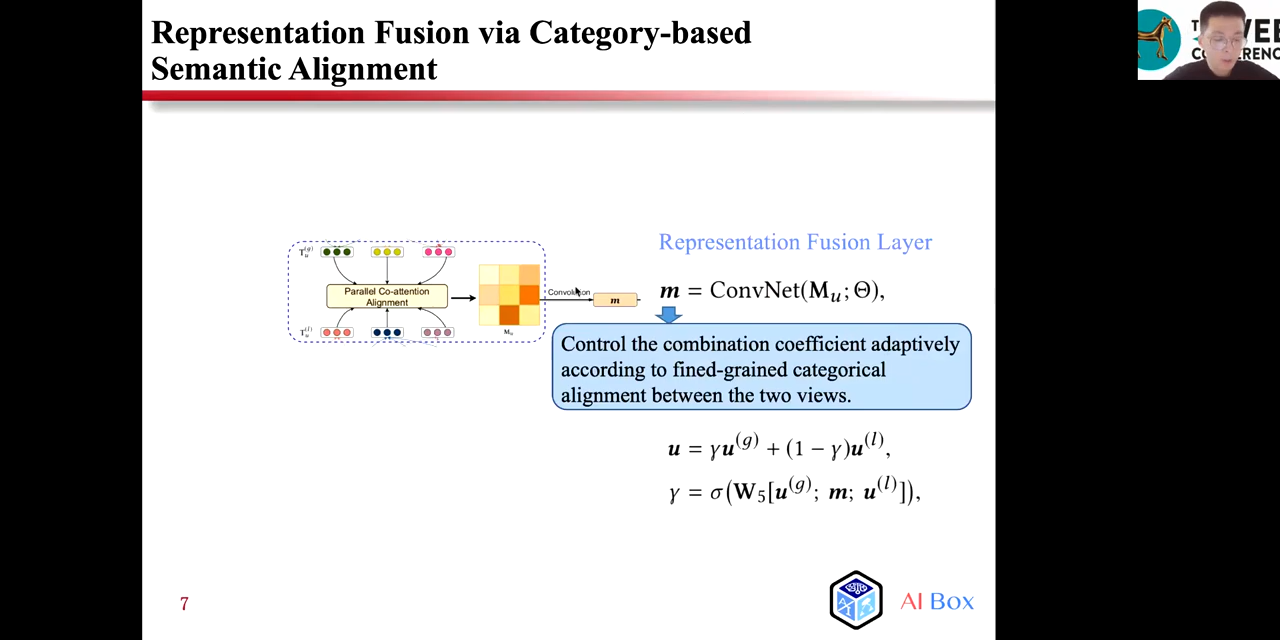 Representation Fusion via Category-based
Semantic Alignment
T_u^(g)
Parallel Co-attention
Alignment
T_u^(l)
M_u
Convolution
m
Representation Fusion Layer
m = ConvNet(M_u; Θ),
Control the combination coefficient adaptively
according to fined-grained categorical
alignment between the two views.
u = γu^(g) + (1 − γ)u^(l),
γ = σ(W_5[u^(g); m; u^(l)]),
7
AI Box